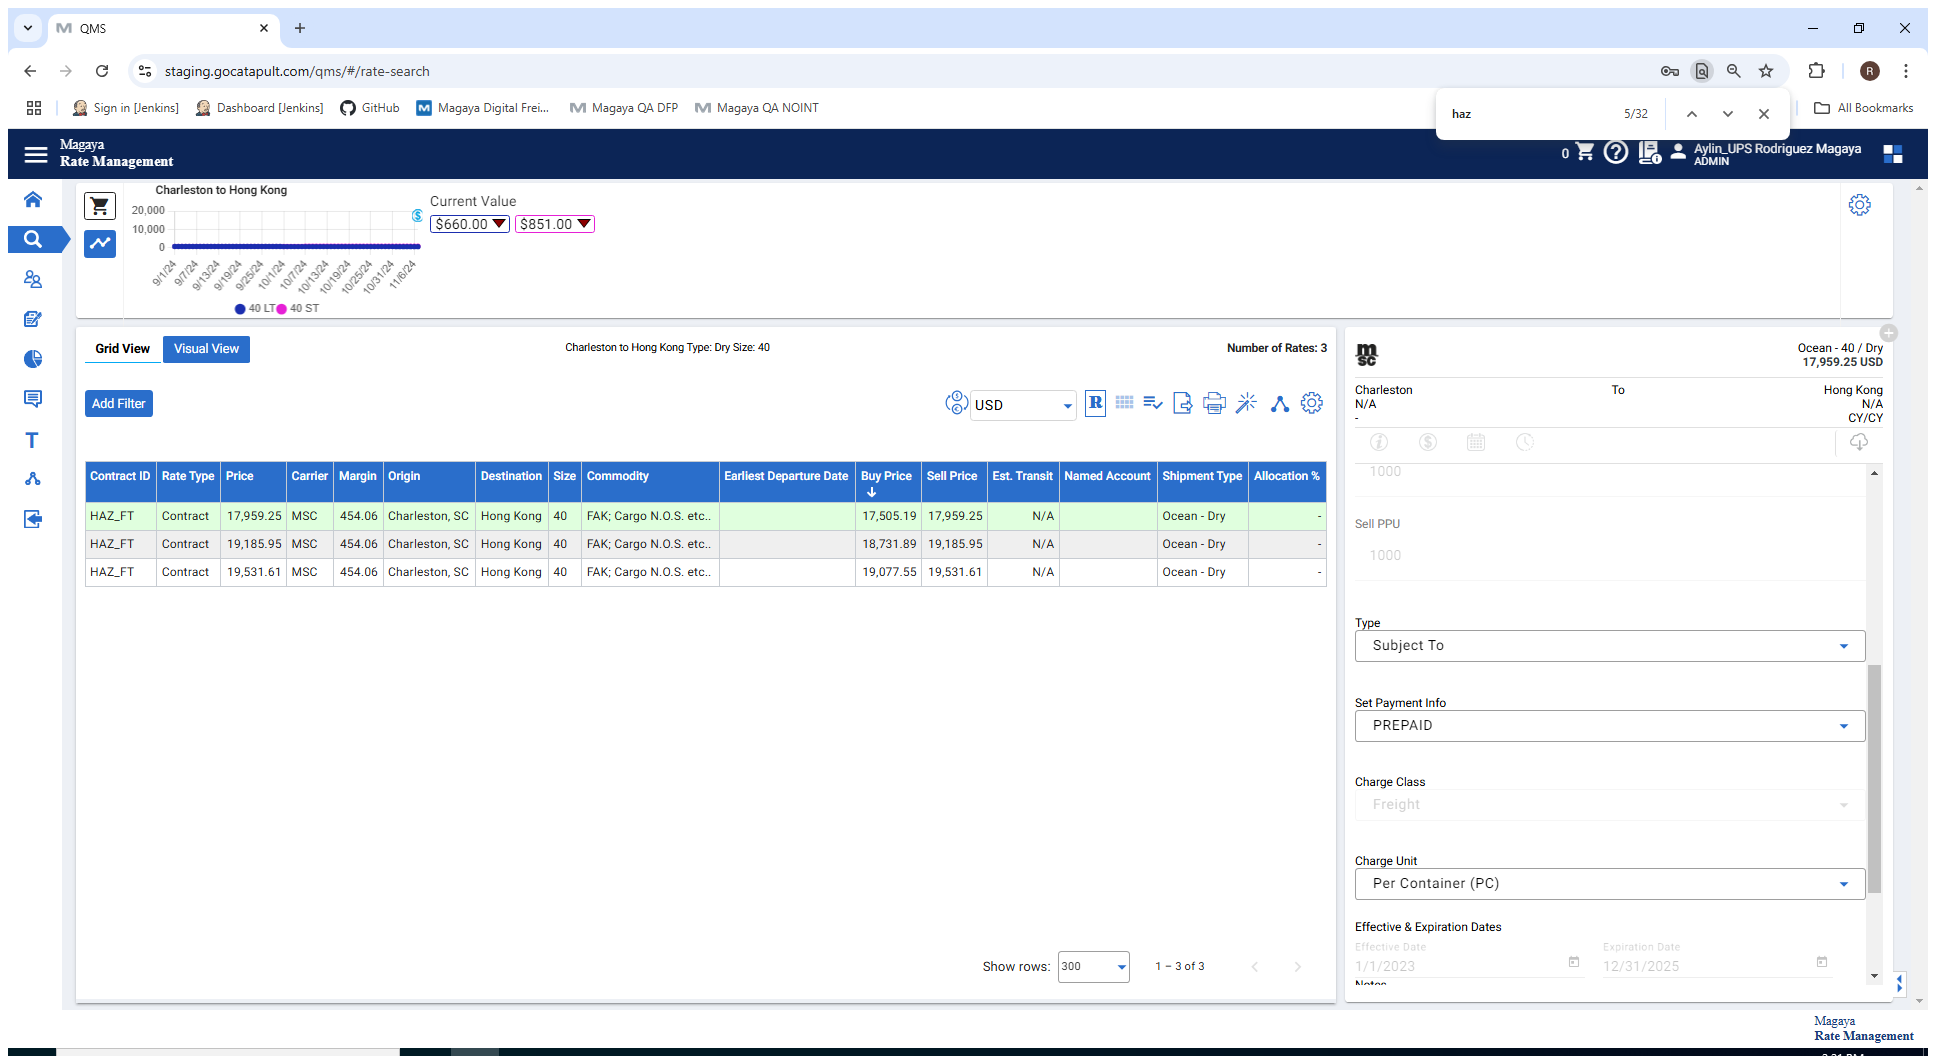 QMS
staging.gocatapult.com/qms/#/rate-search
R
Sign in [Jenkins]
Dashboard [Jenkins]
GitHub
Magaya Digital Frei...
Magaya QA DFP
Magaya QA NOINT
All Bookmarks
haz
5/32
Magaya
Rate Management
0
Aylin_UPS Rodriguez Magaya
ADMIN
Charleston to Hong Kong
20,000
10,000
0
9/1/24
9/7/24
9/13/24
9/19/24
9/25/24
10/1/24
10/7/24
10/13/24
10/19/24
10/25/24
10/31/24
11/6/24
40 LT
40 ST
Current Value
$660.00
$851.00
Grid View
Visual View
Charleston to Hong Kong Type: Dry Size: 40
Number of Rates: 3
Add Filter
USD
R
Contract ID Rate Type Price Carrier Margin Origin Destination Size Commodity Earliest Departure Date Buy Price Sell Price Est. Transit Named Account Shipment Type Allocation %
HAZ_FT Contract 17,959.25 MSC 454.06 Charleston, SC Hong Kong 40 FAK; Cargo N.O.S. etc.. 17,505.19 17,959.25 N/A Ocean - Dry -
HAZ_FT Contract 19,185.95 MSC 454.06 Charleston, SC Hong Kong 40 FAK; Cargo N.O.S. etc.. 18,731.89 19,185.95 N/A Ocean - Dry -
HAZ_FT Contract 19,531.61 MSC 454.06 Charleston, SC Hong Kong 40 FAK; Cargo N.O.S. etc.. 19,077.55 19,531.61 N/A Ocean - Dry -
Show rows:
300
1 – 3 of 3
m
sc
Ocean - 40 / Dry
17,959.25 USD
Charleston To Hong Kong
N/A N/A
- CY/CY
1000
Sell PPU
1000
Type
Subject To
Set Payment Info
PREPAID
Charge Class
Freight
Charge Unit
Per Container (PC)
Effective & Expiration Dates
Effective Date Expiration Date
1/1/2023 12/31/2025
Notes
Magaya
Rate Management